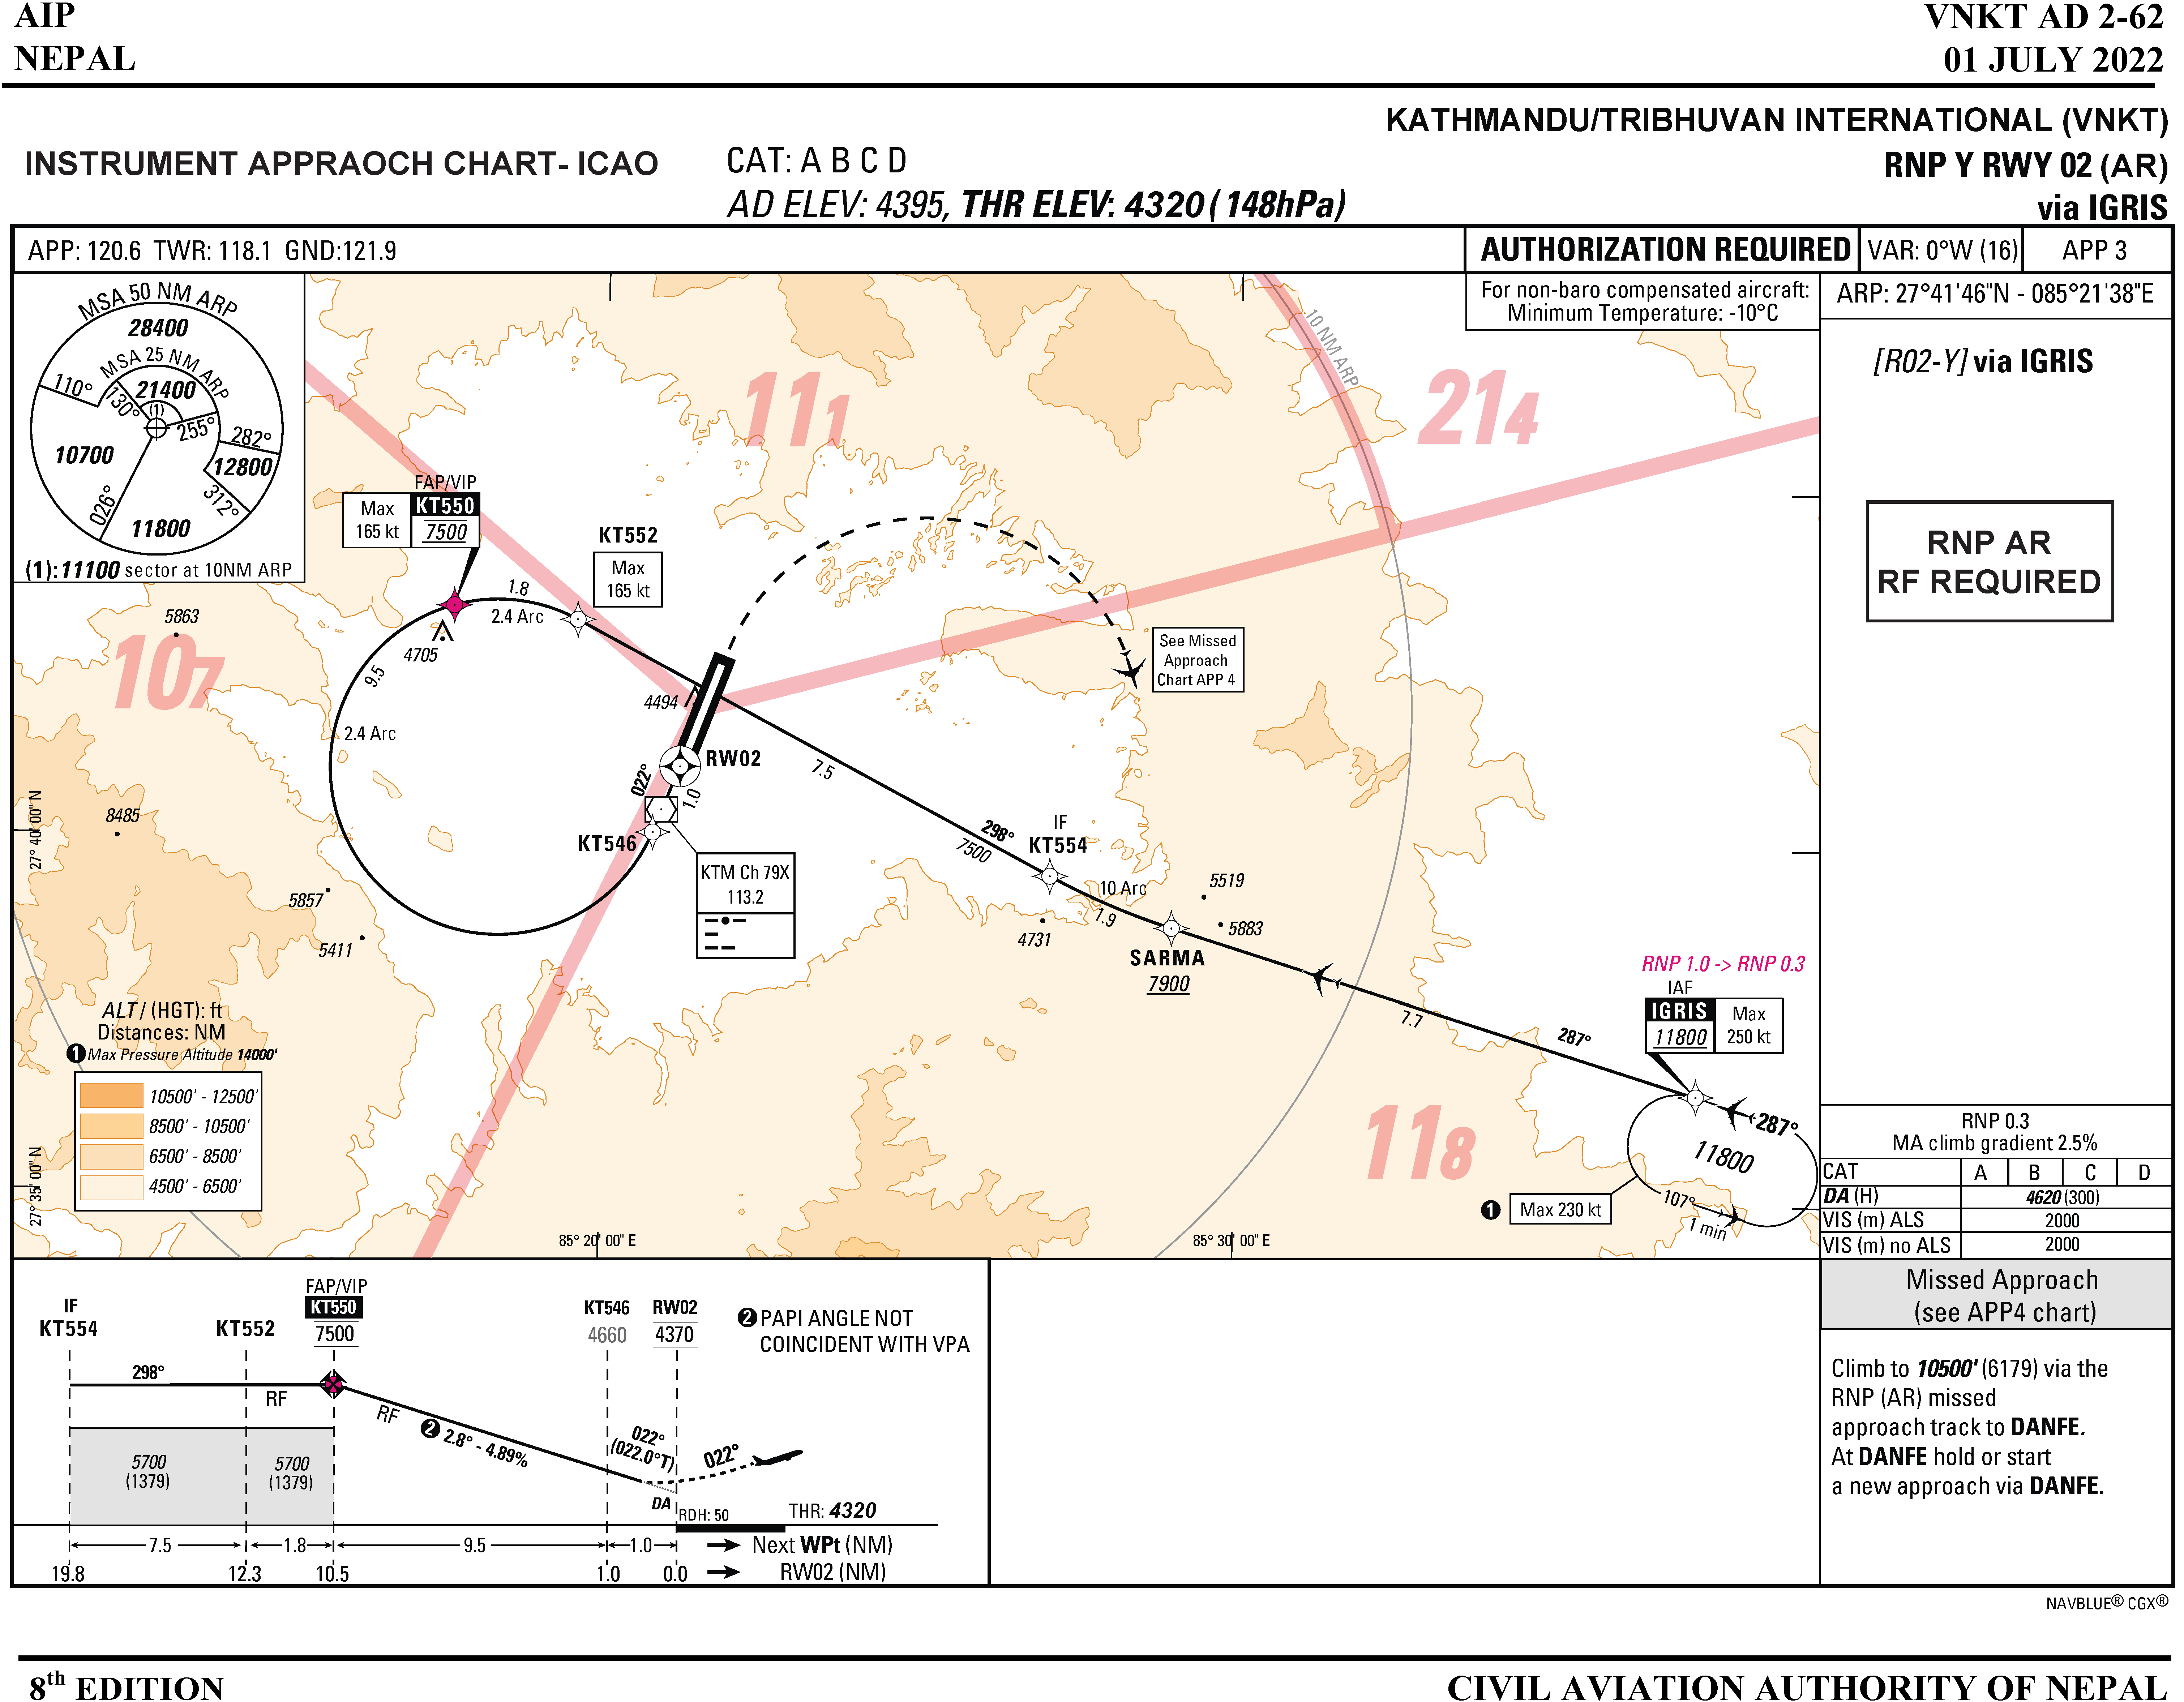 AIP
NEPAL
VNKT AD 2-62
01 JULY 2022
KATHMANDU/TRIBHUVAN INTERNATIONAL (VNKT)
INSTRUMENT APPRAOCH CHART- ICAO
CAT: A B C D
RNP Y RWY 02 (AR)
AD ELEV: 4395, THR ELEV: 4320 (148hPa)
via IGRIS
APP: 120.6 TWR: 118.1 GND:121.9
AUTHORIZATION REQUIRED
VAR: 0°W (16)
APP 3
For non-baro compensated aircraft:
Minimum Temperature: -10°C
ARP: 27°41'46"N - 085°21'38"E
[R02-Y] via IGRIS
RNP AR
RF REQUIRED
MSA 50 NM ARP
28400
MSA 25 NM ARP
21400
110°
130°
(1)
255°
282°
10700
12800
026°
312°
11800
(1): 11100 sector at 10NM ARP
10 NM ARP
11 1
21 4
10 7
11 8
FAP/VIP
Max
165 kt
KT550
7500
KT552
Max
165 kt
1.8
2.4 Arc
5863
4705
9.5
2.4 Arc
4494
See Missed
Approach
Chart APP 4
RW02
022°
1.0
7.5
KT546
KTM Ch 79X
113.2
298°
7500
IF
KT554
10 Arc
1.9
5519
5883
4731
SARMA
7900
8485
5857
5411
27° 40' 00" N
27° 35' 00" N
7.7
287°
RNP 1.0 -> RNP 0.3
IAF
IGRIS
11800
Max
250 kt
287°
11800
107°
1 min
1 Max 230 kt
ALT/ (HGT): ft
Distances: NM
1 Max Pressure Altitude 14000'
10500' - 12500'
8500' - 10500'
6500' - 8500'
4500' - 6500'
85° 20' 00" E
85° 30' 00" E
RNP 0.3
MA climb gradient 2.5%
CAT A B C D
DA (H) 4620 (300)
VIS (m) ALS 2000
VIS (m) no ALS 2000
Missed Approach
(see APP4 chart)
Climb to 10500' (6179) via the
RNP (AR) missed
approach track to DANFE.
At DANFE hold or start
a new approach via DANFE.
IF
KT554
KT552
FAP/VIP
KT550
7500
KT546
4660
RW02
4370
2 PAPI ANGLE NOT
COINCIDENT WITH VPA
298°
RF
RF
2 2.8° - 4.89%
022°
(022.0°T)
022°
5700
(1379)
5700
(1379)
DA
RDH: 50
THR: 4320
7.5 1.8 9.5 1.0 Next WPt (NM)
19.8 12.3 10.5 1.0 0.0 RW02 (NM)
NAVBLUE® CGX®
8th EDITION
CIVIL AVIATION AUTHORITY OF NEPAL